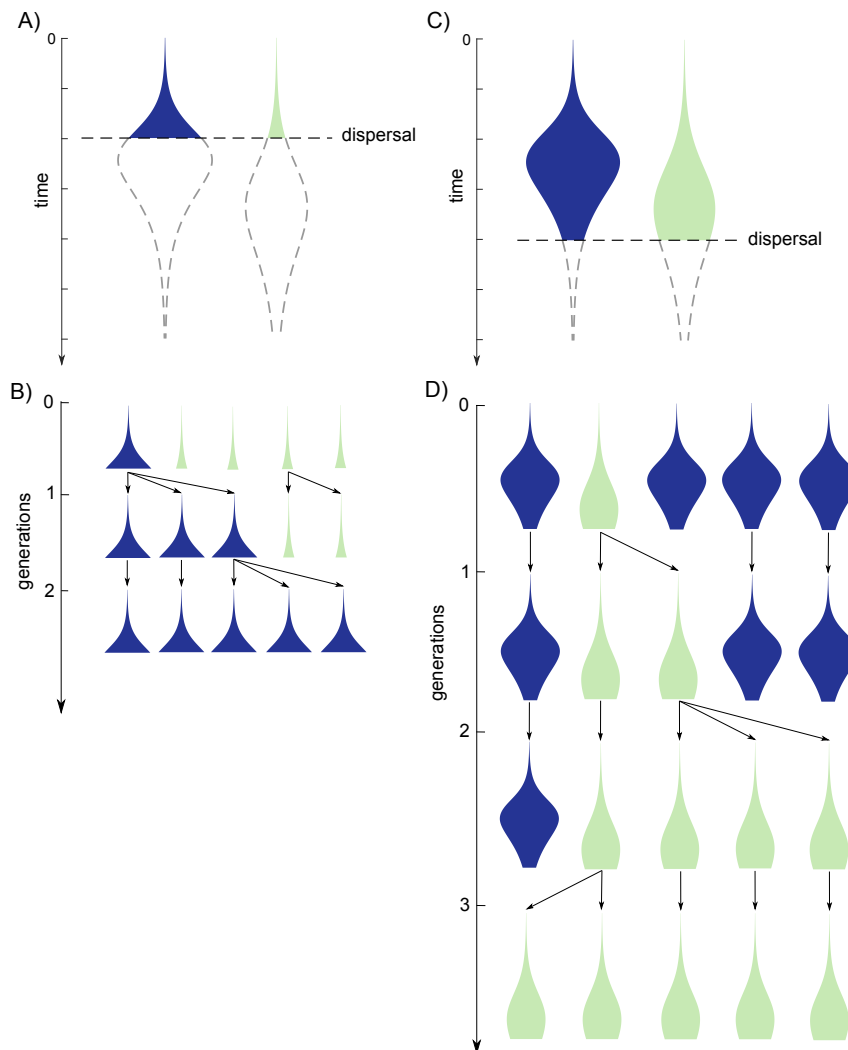 A)
0
dispersal
time
B)
0
1
2
generations
C)
0
time
dispersal
D)
0
1
2
3
generations